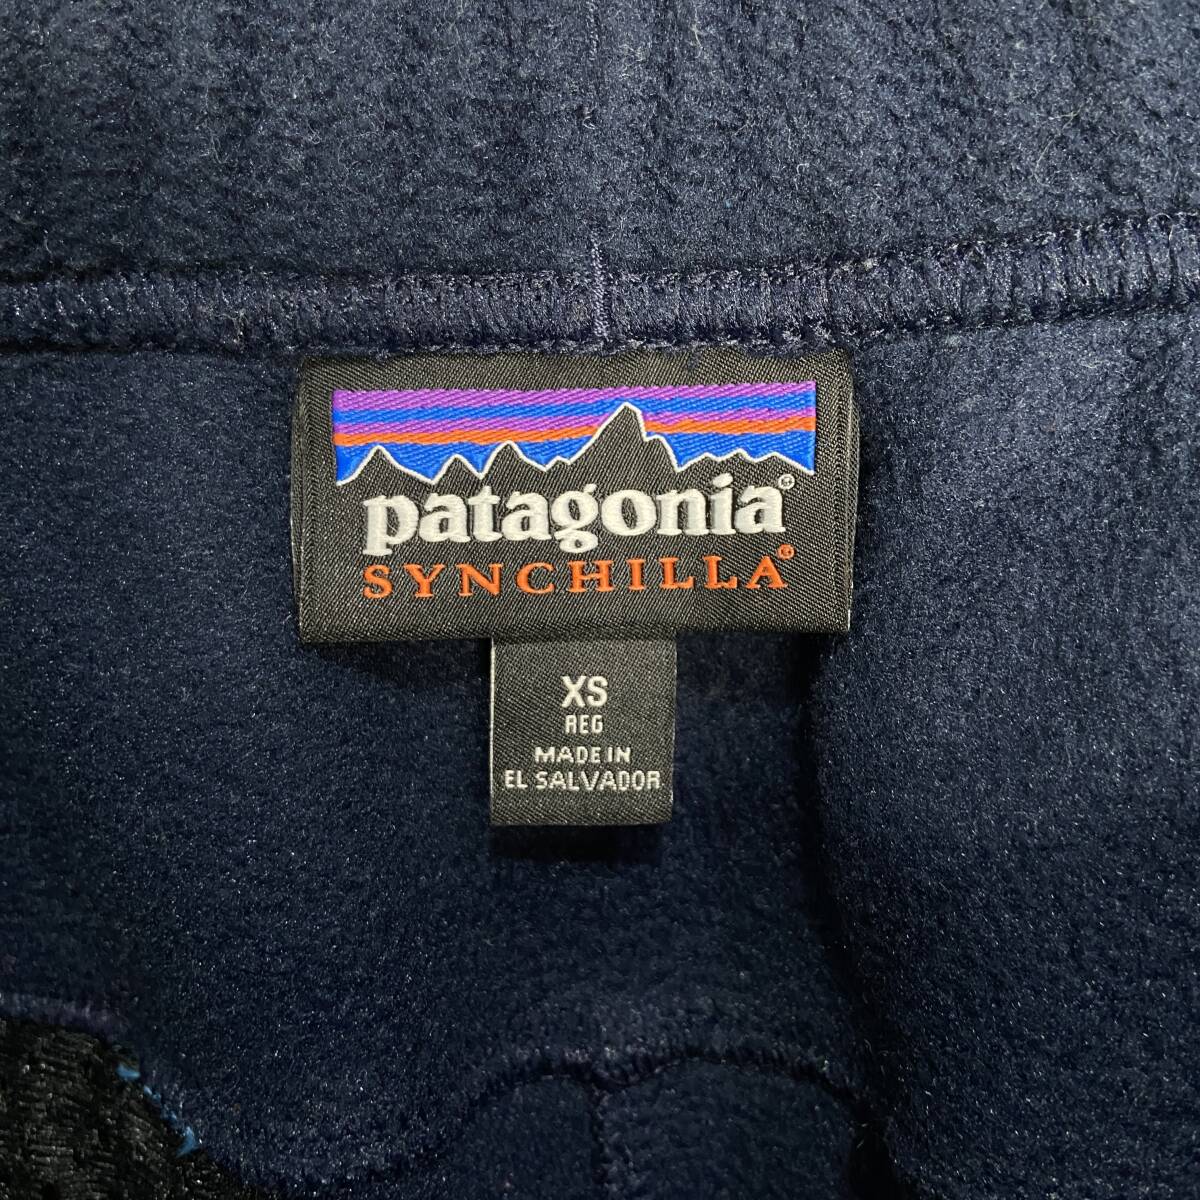 patagonia®
SYNCHILLA®
XS
REG
MADE IN
EL SALVADOR